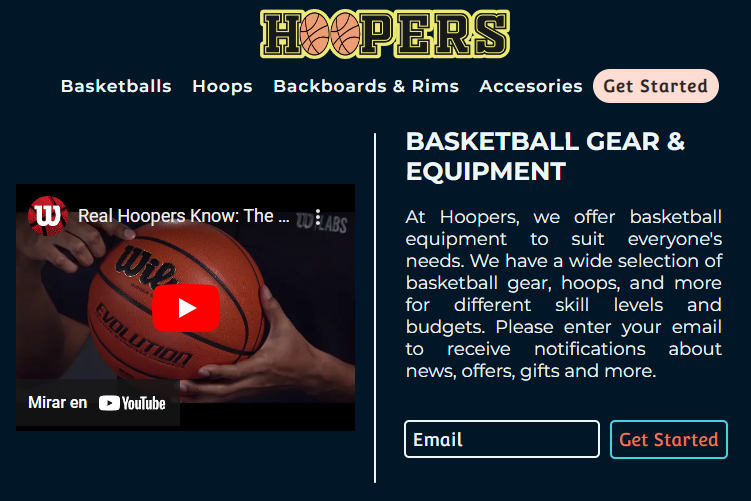 HOOPERS
Basketballs Hoops Backboards & Rims Accesories Get Started
Real Hoopers Know: The ...
W LABS
Wilson
EVOLUTION
Mirar en YouTube
BASKETBALL GEAR &
EQUIPMENT
At Hoopers, we offer basketball
equipment to suit everyone's
needs. We have a wide selection of
basketball gear, hoops, and more
for different skill levels and
budgets. Please enter your email
to receive notifications about
news, offers, gifts and more.
Email
Get Started